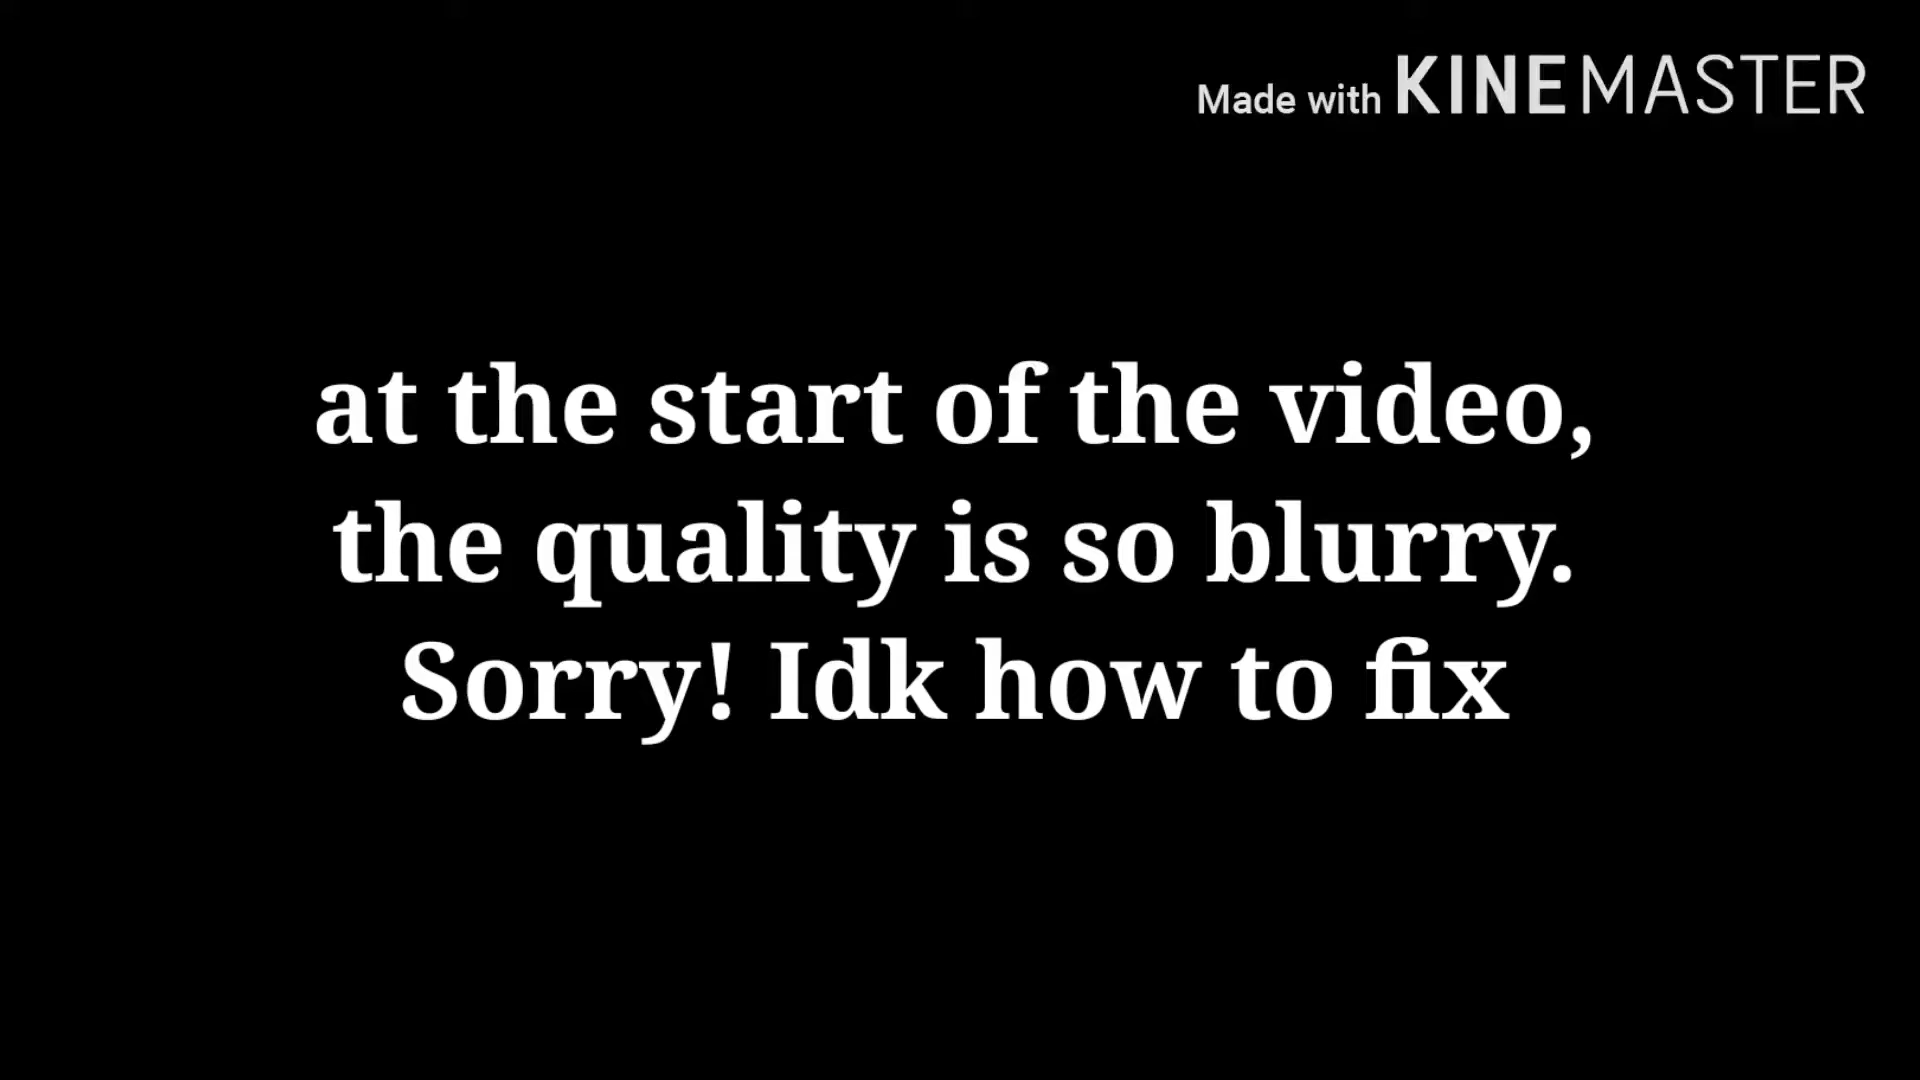 Made with KINEMASTER
at the start of the video,
the quality is so blurry.
Sorry! Idk how to fix